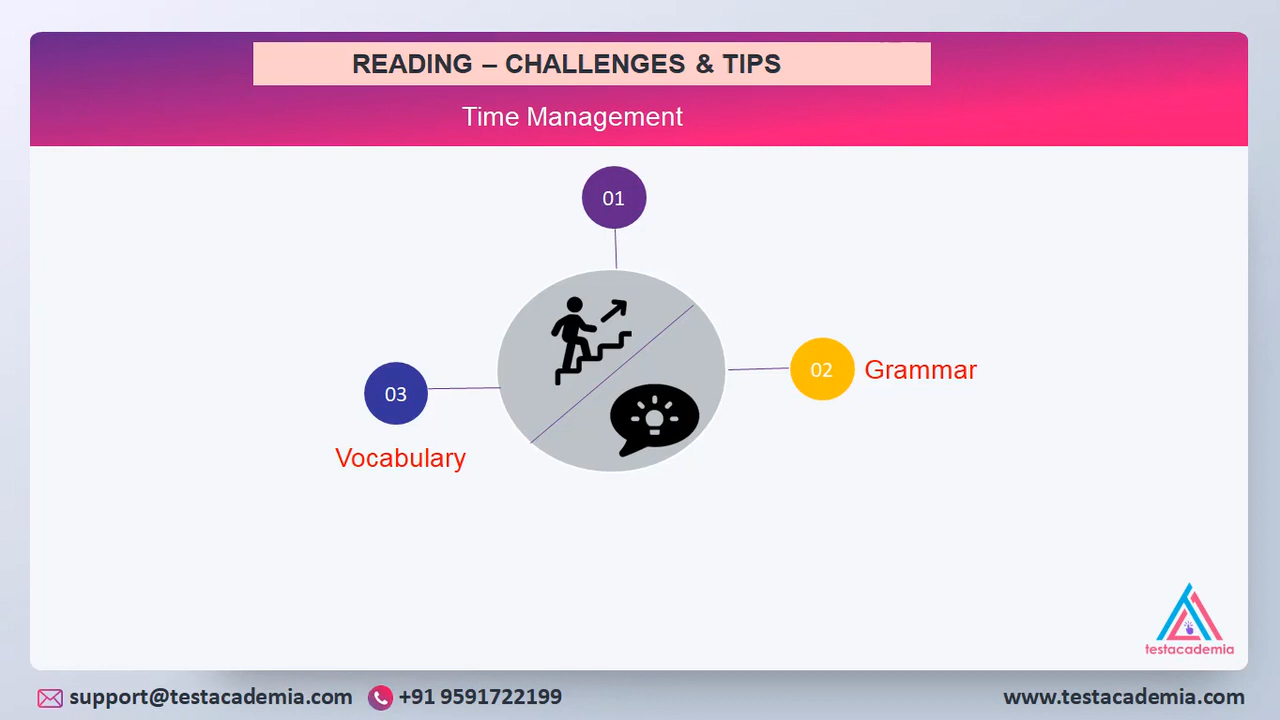 READING – CHALLENGES & TIPS
Time Management
01
02 Grammar
03
Vocabulary
testacademia
support@testacademia.com +91 9591722199 www.testacademia.com